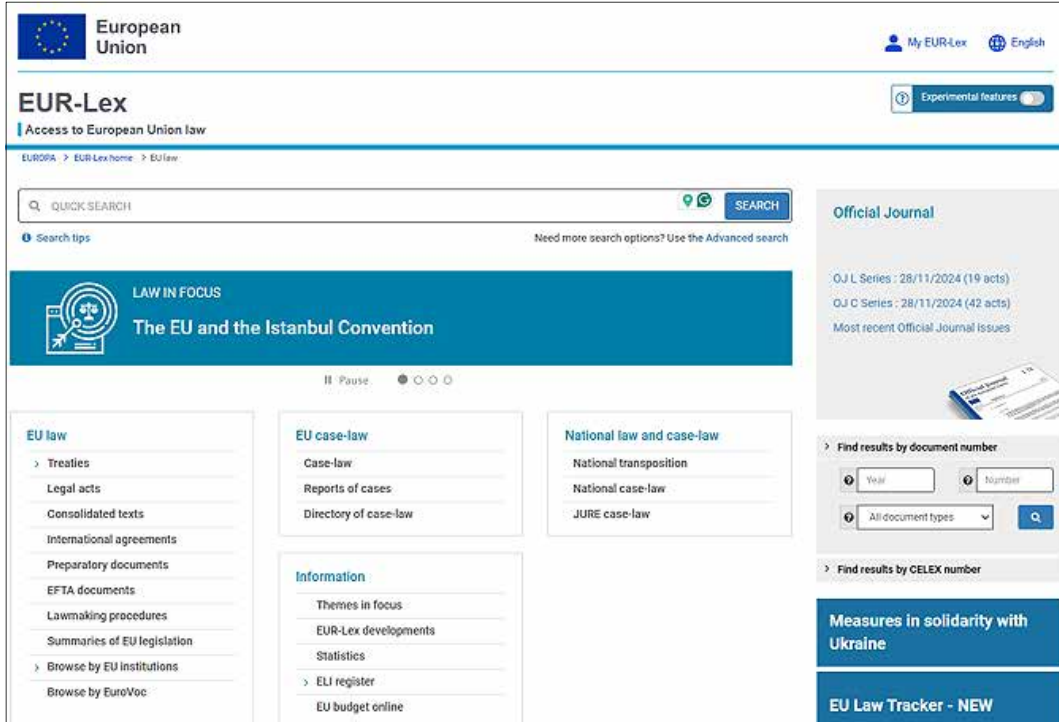 European
Union
My EUR-Lex
English
EUR-Lex
Experimental features
Access to European Union law
EUROPA > EUR-Lex home > EU law
QUICK SEARCH
SEARCH
Search tips
Need more search options? Use the Advanced search
LAW IN FOCUS
The EU and the Istanbul Convention
Pause
EU law
Treaties
Legal acts
Consolidated texts
International agreements
Preparatory documents
EFTA documents
Lawmaking procedures
Summaries of EU legislation
Browse by EU institutions
Browse by EuroVoc
EU case-law
Case-law
Reports of cases
Directory of case-law
Information
Themes in focus
EUR-Lex developments
Statistics
ELI register
EU budget online
National law and case-law
National transposition
National case-law
JURE case-law
Official Journal
OJ L Series : 28/11/2024 (19 acts)
OJ C Series : 28/11/2024 (42 acts)
Most recent Official Journal issues
Official Journal
Find results by document number
Year
Number
All document types
Find results by CELEX number
Measures in solidarity with
Ukraine
EU Law Tracker - NEW